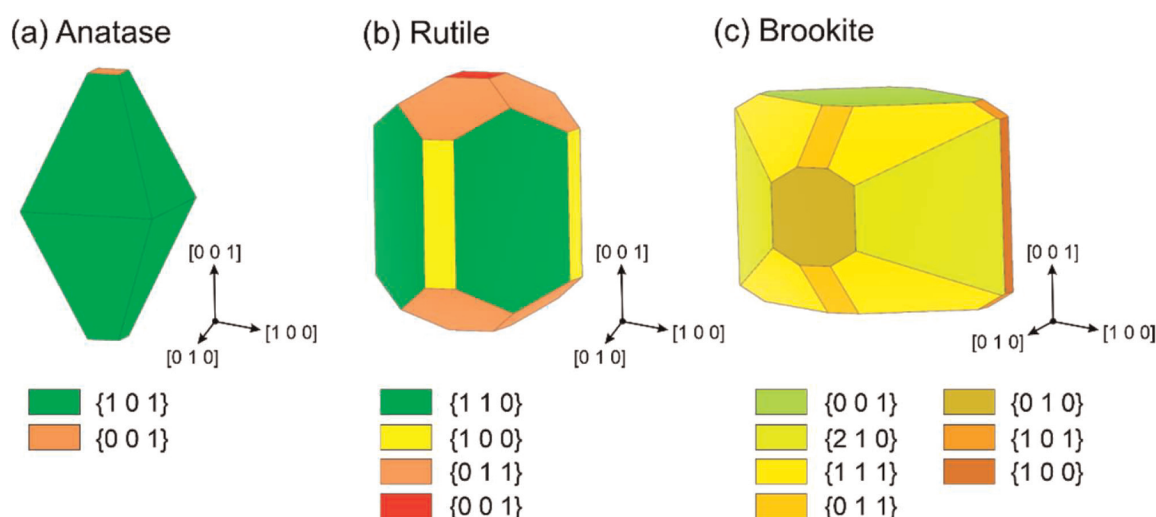 (a) Anatase
[0 0 1]
[1 0 0]
[0 1 0]
{1 0 1}
{0 0 1}
(b) Rutile
[0 0 1]
[1 0 0]
[0 1 0]
{1 1 0}
{1 0 0}
{0 1 1}
{0 0 1}
(c) Brookite
[0 0 1]
[0 1 0]
[1 0 0]
{0 0 1}
{2 1 0}
{1 1 1}
{0 1 1}
{0 1 0}
{1 0 1}
{1 0 0}